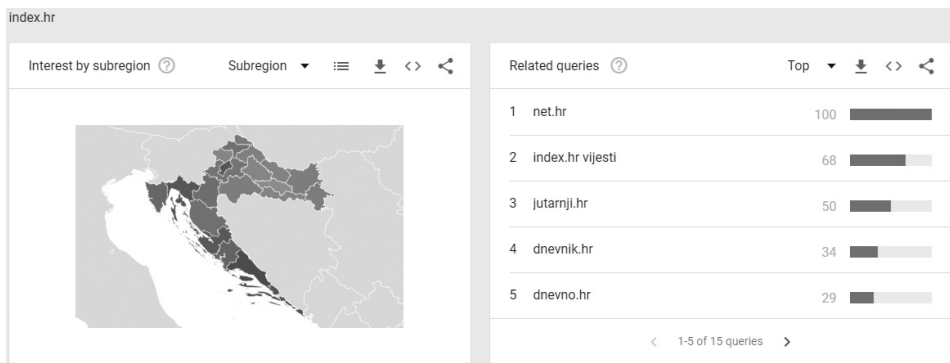 index.hr
Interest by subregion
Subregion
Related queries
Top
1 net.hr 100
2 index.hr vijesti 68
3 jutarnji.hr 50
4 dnevnik.hr 34
5 dnevno.hr 29
1-5 of 15 queries